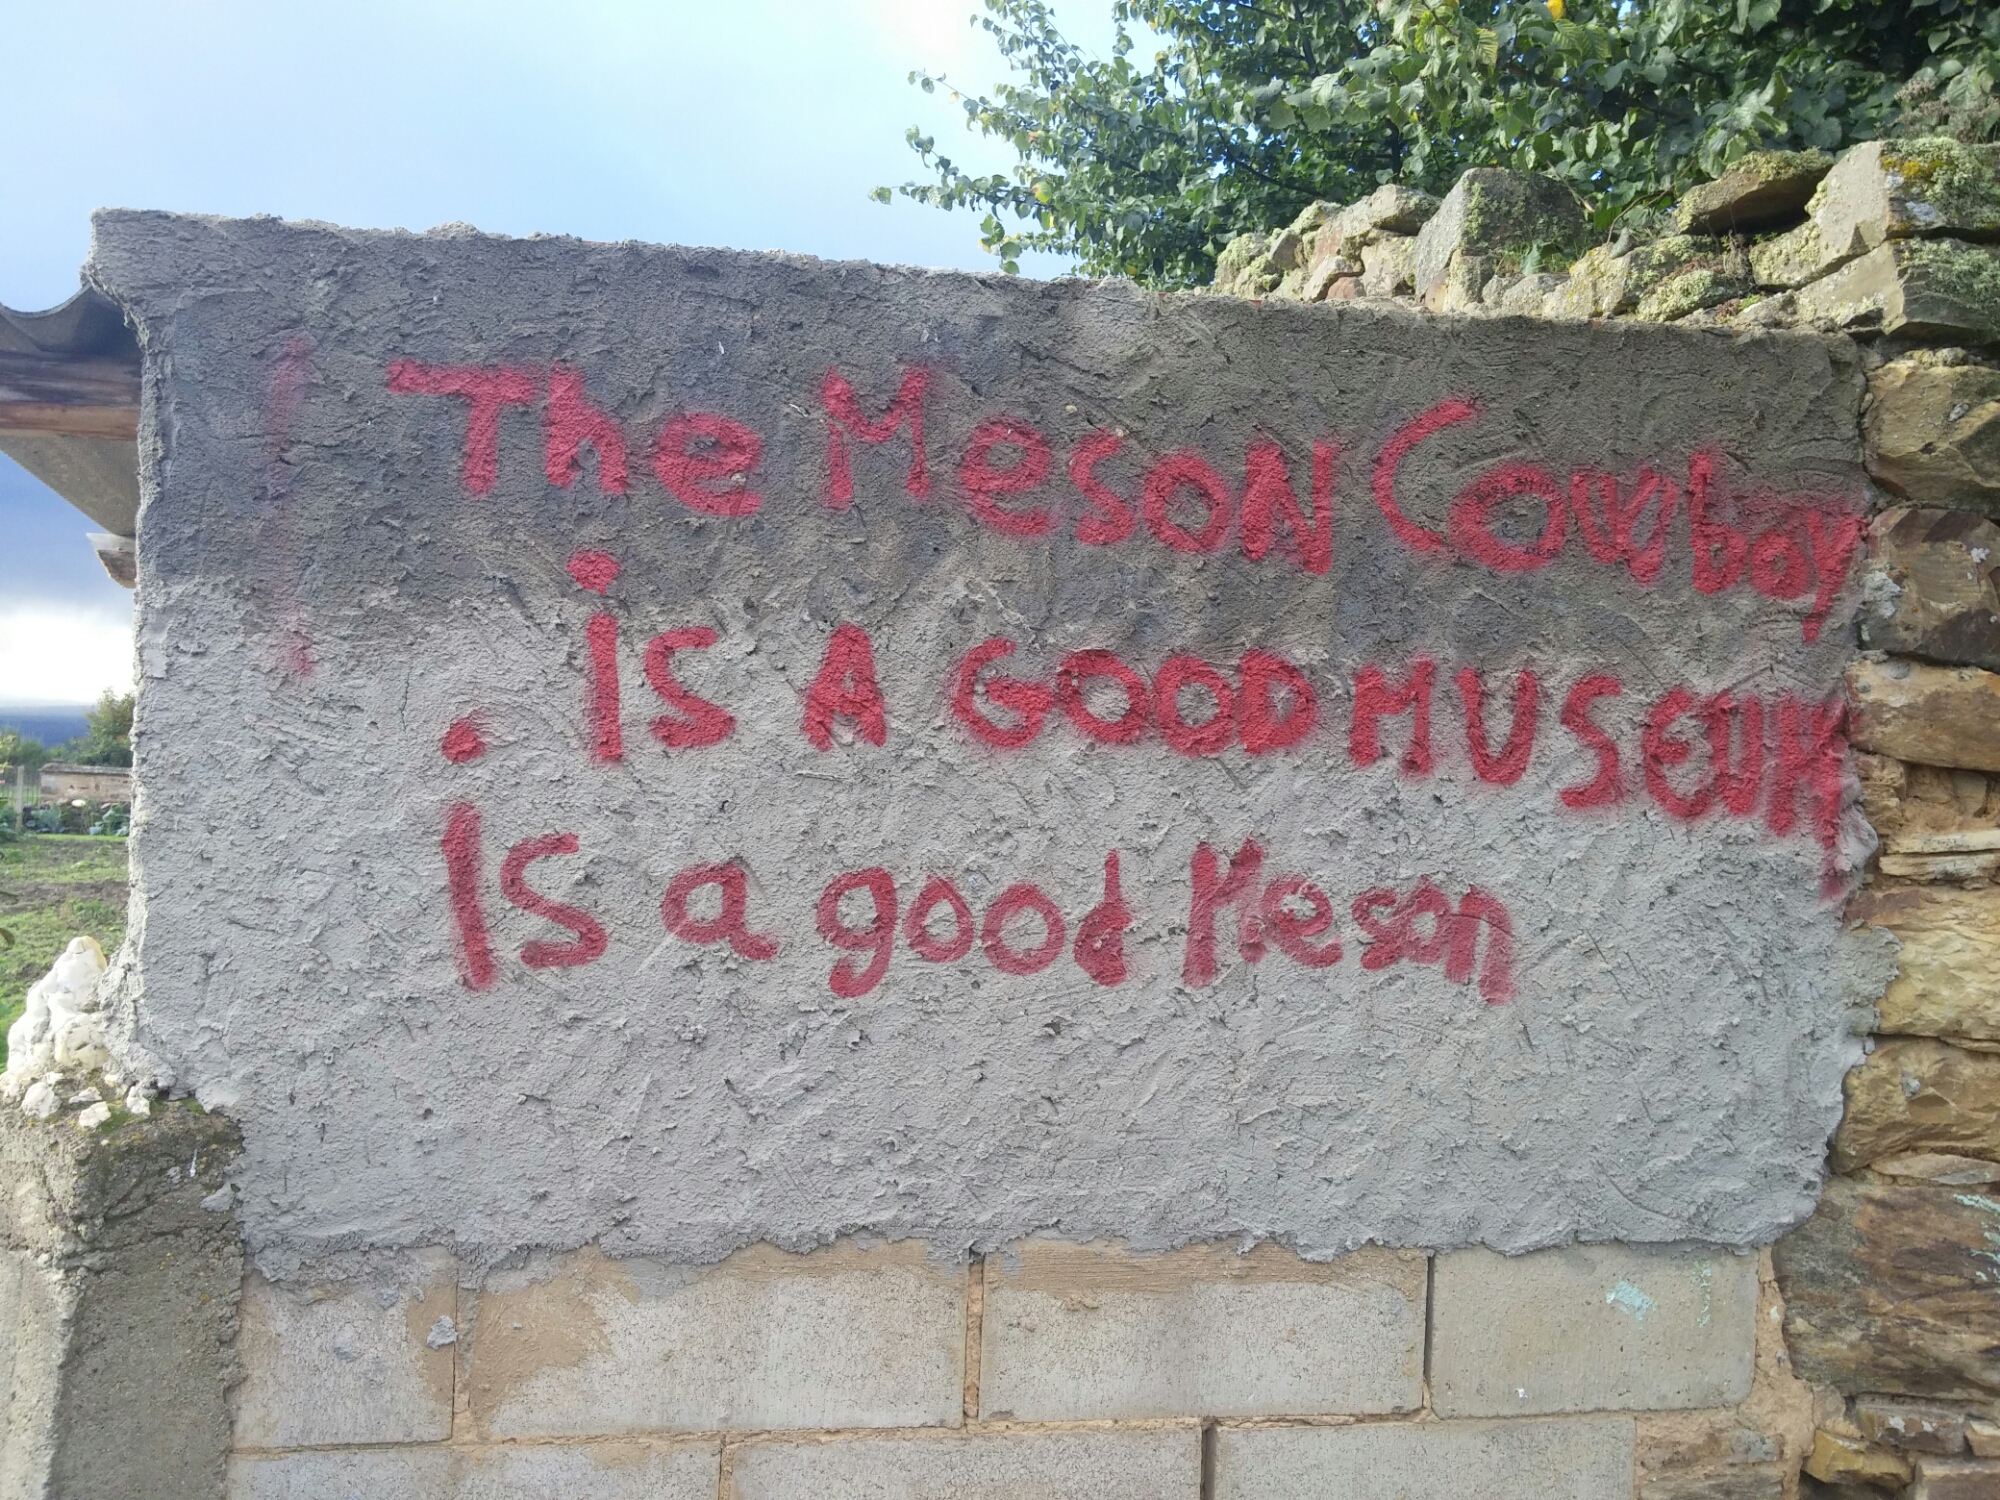 The Meson Cowboy
is A GOOD MUSEUM
is a good Meson